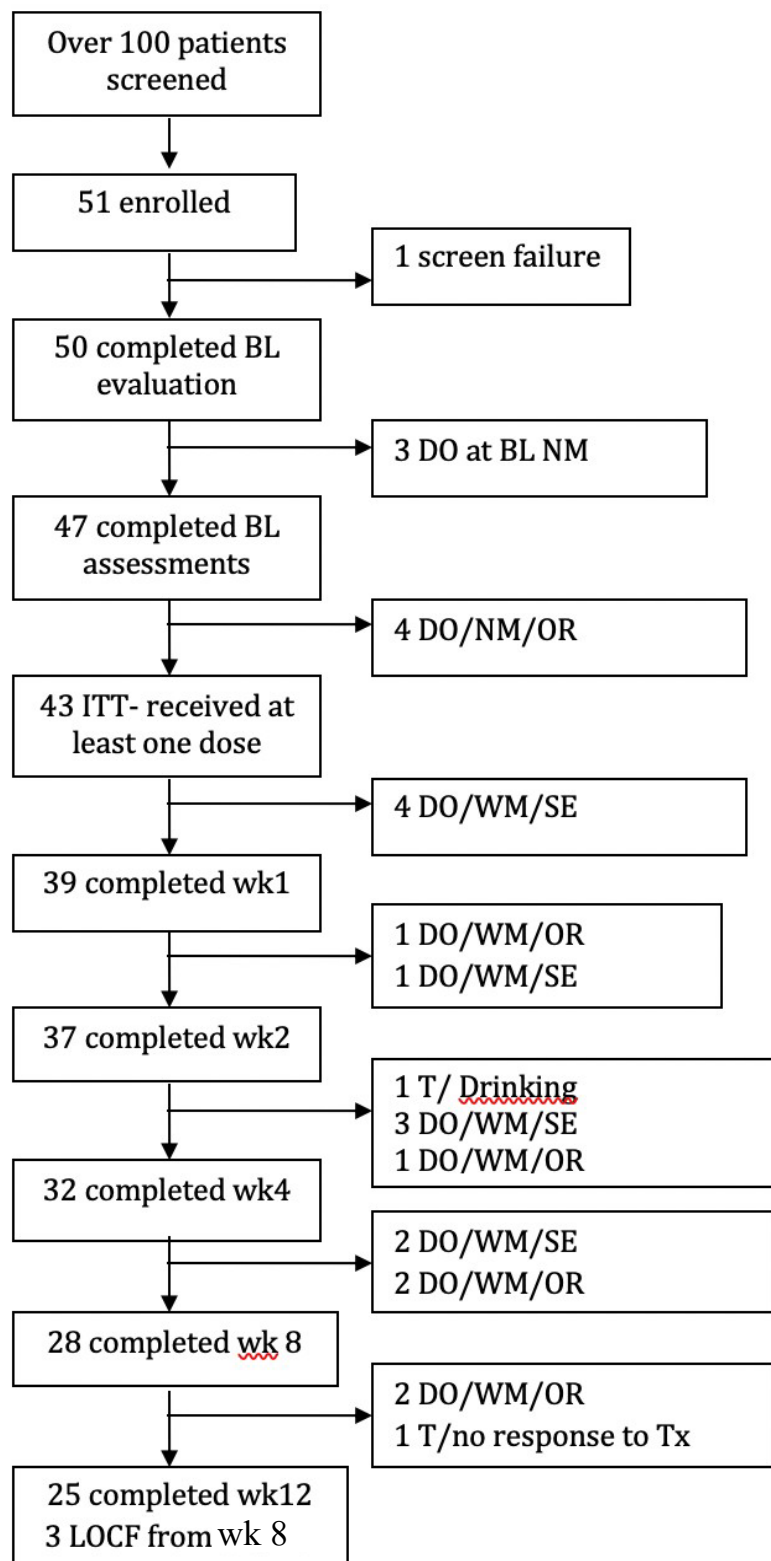 Over 100 patients
screened
51 enrolled
1 screen failure
50 completed BL
evaluation
3 DO at BL NM
47 completed BL
assessments
4 DO/NM/OR
43 ITT- received at
least one dose
4 DO/WM/SE
39 completed wk1
1 DO/WM/OR
1 DO/WM/SE
37 completed wk2
1 T/ Drinking
3 DO/WM/SE
1 DO/WM/OR
32 completed wk4
2 DO/WM/SE
2 DO/WM/OR
28 completed wk 8
2 DO/WM/OR
1 T/no response to Tx
25 completed wk12
3 LOCF from wk 8